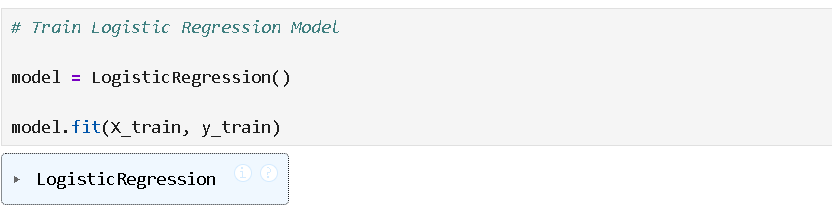 # Train Logistic Regression Model
model = LogisticRegression()
model.fit(X_train, y_train)
▸ LogisticRegression i ?